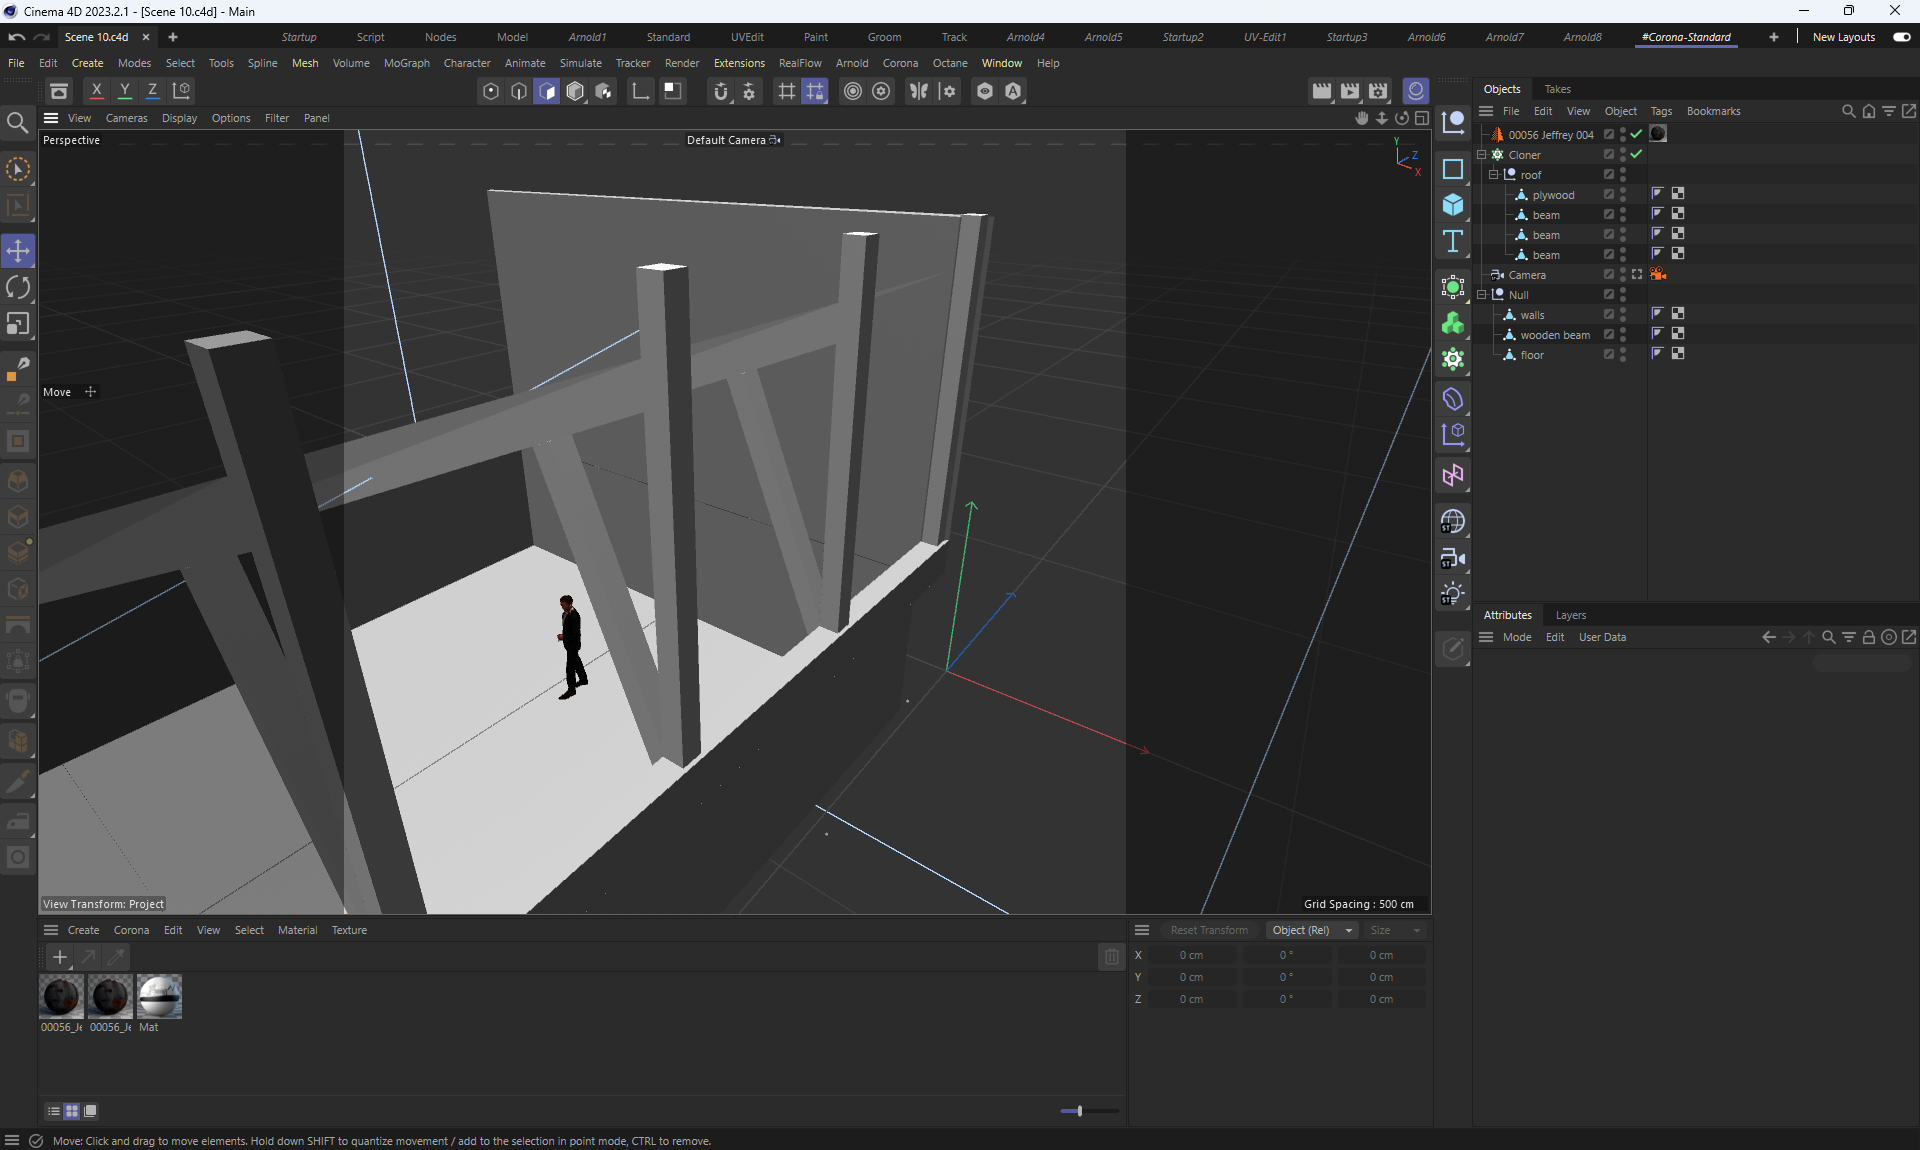 Cinema 4D 2023.2.1 - [Scene 10.c4d] - Main
Scene 10.c4d
Startup Script Nodes Model Arnold1 Standard UVEdit Paint Groom Track Arnold4 Arnold5 Startup2 UV-Edit1 Startup3 Arnold6 Arnold7 Arnold8 #Corona-Standard New Layouts
File Edit Create Modes Select Tools Spline Mesh Volume MoGraph Character Animate Simulate Tracker Render Extensions RealFlow Arnold Corona Octane Window Help
X Y Z
View Cameras Display Options Filter Panel
Perspective
Default Camera
Y
Z
X
Move
View Transform: Project
Grid Spacing : 500 cm
Objects Takes
File Edit View Object Tags Bookmarks
00056 Jeffrey 004
Cloner
roof
plywood
beam
beam
beam
Camera
Null
walls
wooden beam
floor
ST
ST
ST
Attributes Layers
Mode Edit User Data
Create Corona Edit View Select Material Texture
00056_Je 00056_Je Mat
Reset Transform Object (Rel) Size
X 0 cm 0 ° 0 cm
Y 0 cm 0 ° 0 cm
Z 0 cm 0 ° 0 cm
Move: Click and drag to move elements. Hold down SHIFT to quantize movement / add to the selection in point mode, CTRL to remove.